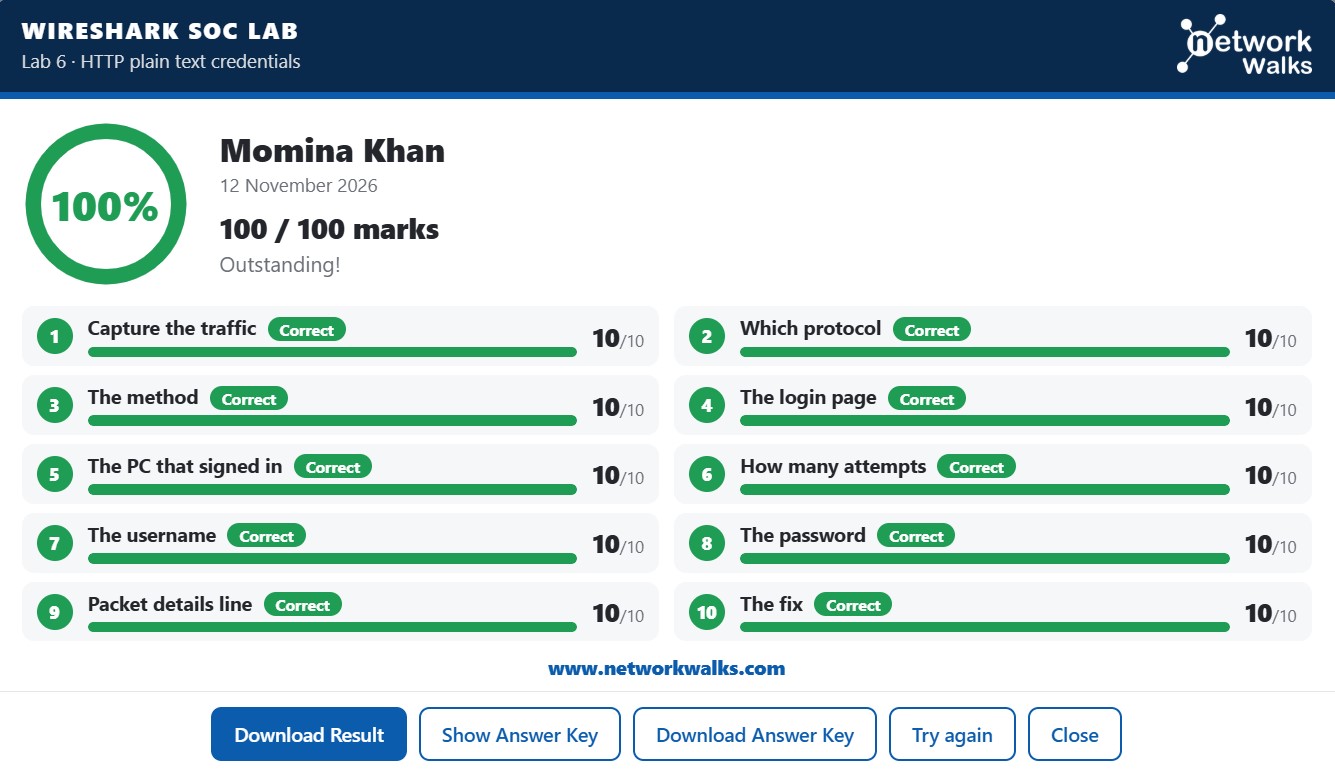 WIRESHARK SOC LAB
Lab 6 · HTTP plain text credentials
network
Walks
100%
Momina Khan
12 November 2026
100 / 100 marks
Outstanding!
1 Capture the traffic Correct 10/10
2 Which protocol Correct 10/10
3 The method Correct 10/10
4 The login page Correct 10/10
5 The PC that signed in Correct 10/10
6 How many attempts Correct 10/10
7 The username Correct 10/10
8 The password Correct 10/10
9 Packet details line Correct 10/10
10 The fix Correct 10/10
www.networkwalks.com
Download Result Show Answer Key Download Answer Key Try again Close